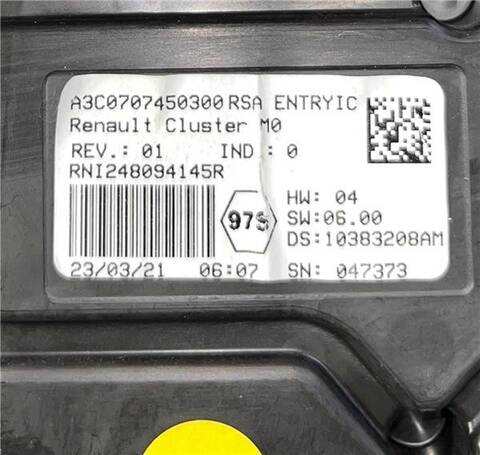 A3C0707450300 RSA ENTRYIC
Renault Cluster M0
REV.: 01 IND : 0
RNI248094145R
97S
HW: 04
SW:06.00
DS:10383208AM
23/03/21 06:07 SN: 047373